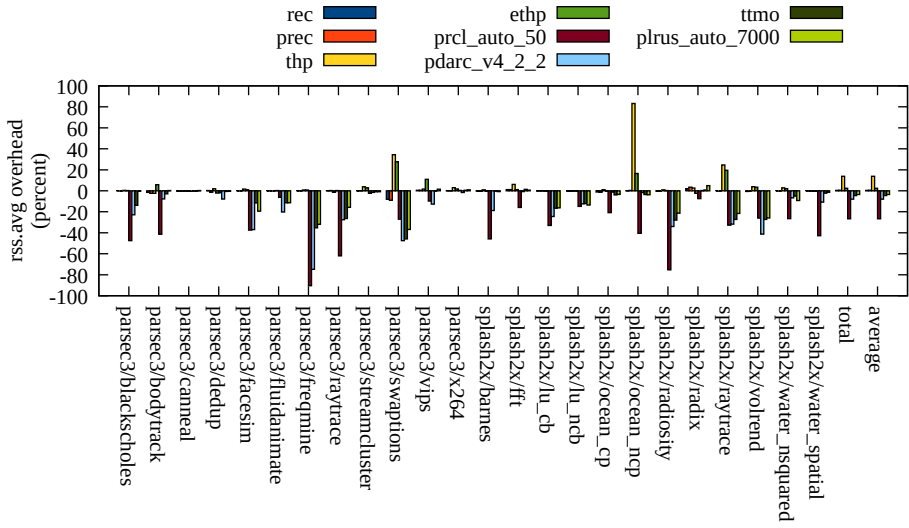 rec
prec
thp
ethp
prcl_auto_50
pdarc_v4_2_2
ttmo
plrus_auto_7000
rss.avg overhead
(percent)
100
80
60
40
20
0
-20
-40
-60
-80
-100
parsec3/blackscholes
parsec3/bodytrack
parsec3/canneal
parsec3/dedup
parsec3/facesim
parsec3/fluidanimate
parsec3/freqmine
parsec3/raytrace
parsec3/streamcluster
parsec3/swaptions
parsec3/vips
parsec3/x264
splash2x/barnes
splash2x/fft
splash2x/lu_cb
splash2x/lu_ncb
splash2x/ocean_cp
splash2x/ocean_ncp
splash2x/radiosity
splash2x/radix
splash2x/raytrace
splash2x/volrend
splash2x/water_nsquared
splash2x/water_spatial
total
average